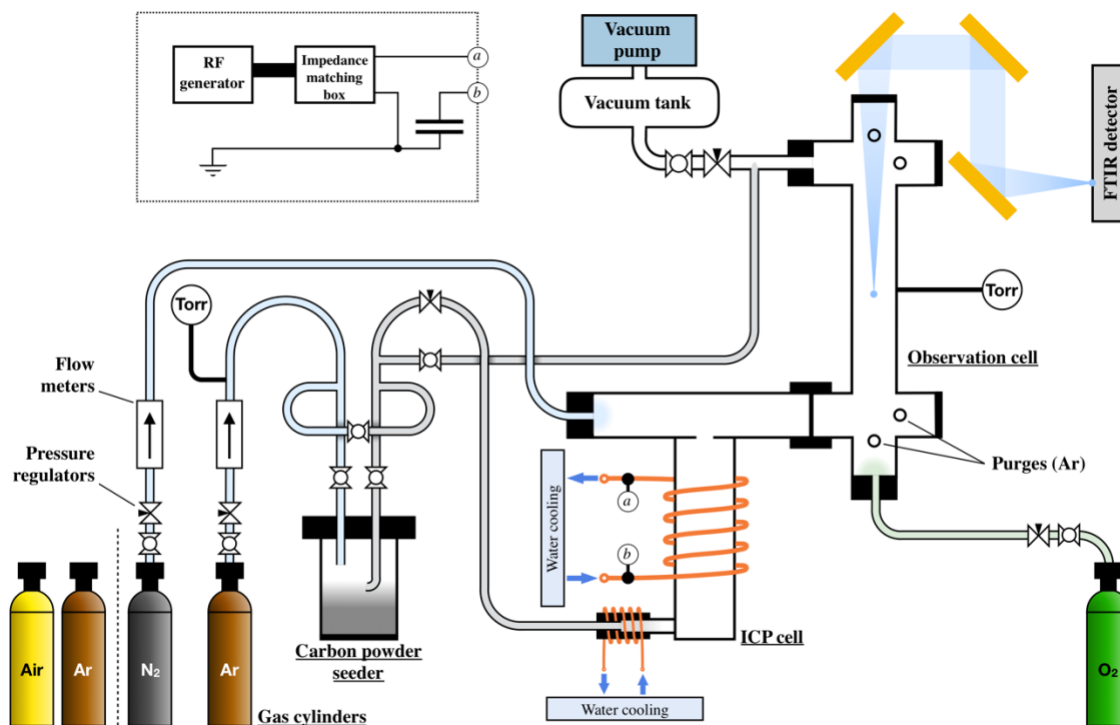 RF
generator
Impedance
matching
box
a
b
Vacuum
pump
Vacuum tank
FTIR detector
Torr
Torr
Observation cell
Flow
meters
Pressure
regulators
Purges (Ar)
Water cooling
a
b
ICP cell
Carbon powder
seeder
Water cooling
Air
Ar
N₂
Ar
O₂
Gas cylinders